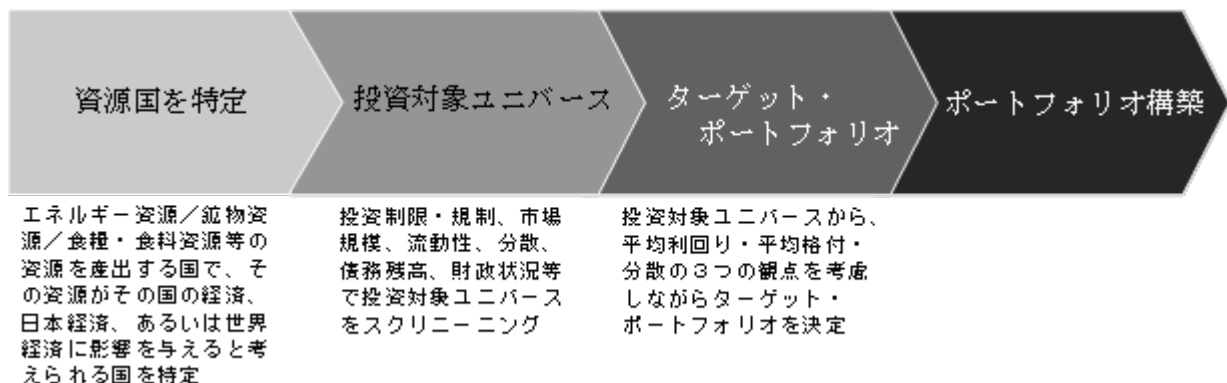 資源国を特定
投資対象ユニバース
ターゲット・
ポートフォリオ
ポートフォリオ構築
エネルギー資源／鉱物資
源／食糧・食料資源等の
資源を産出する国で、そ
の資源がその国の経済、
日本経済、あるいは世界
経済に影響を与えると考
えられる国を特定
投資制限・規制、市場
規模、流動性、分散、
債務残高、財政状況等
で投資対象ユニバース
をスクリーニング
投資対象ユニバースから、
平均利回り・平均格付・
分散の３つの観点を考慮
しながらターゲット・
ポートフォリオを決定